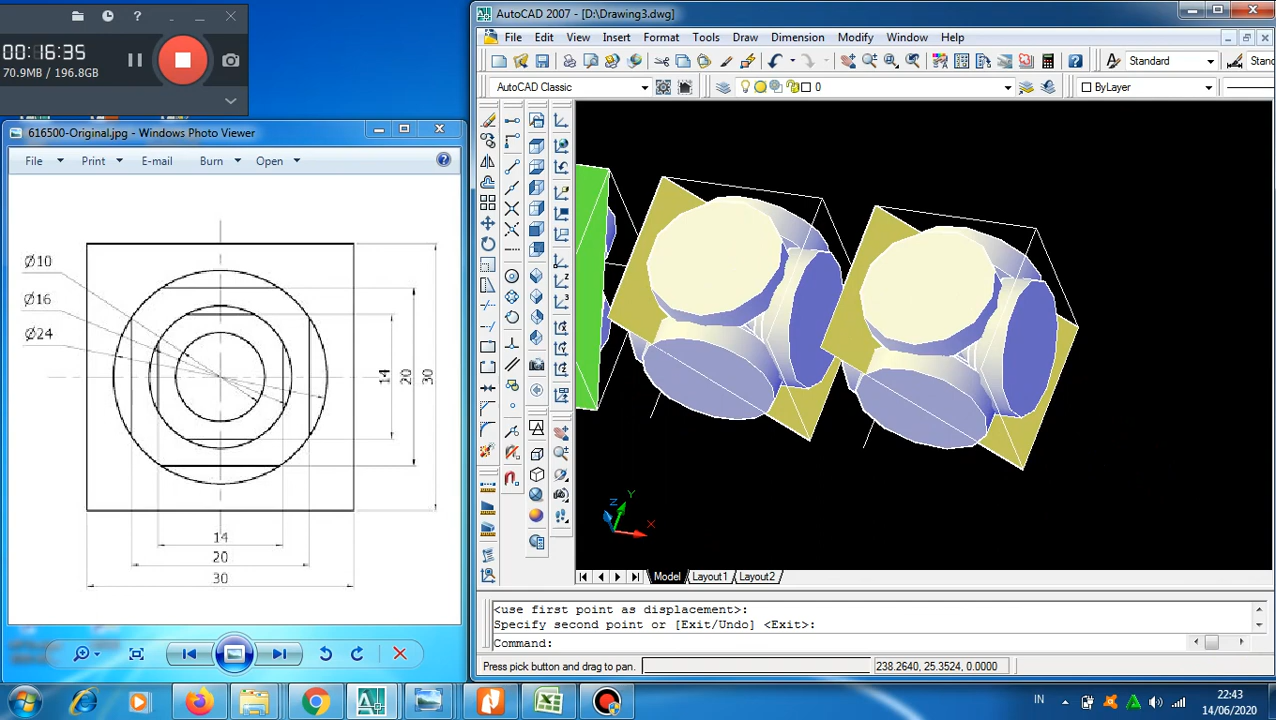 00:16:35
70.9MB / 196.8GB
616500-Original.jpg - Windows Photo Viewer
File Print E-mail Burn Open
Ø10
Ø16
Ø24
14
20
30
14
20
30
AutoCAD 2007 - [D:\Drawing3.dwg]
File Edit View Insert Format Tools Draw Dimension Modify Window Help
Standard
Stand
AutoCAD Classic
0
ByLayer
Z
Y
X
Model Layout1 Layout2
<use first point as displacement>:
Specify second point or [Exit/Undo] <Exit>:
Command:
Press pick button and drag to pan.
238.2640, 25.3524, 0.0000
IN
22:43
14/06/2020